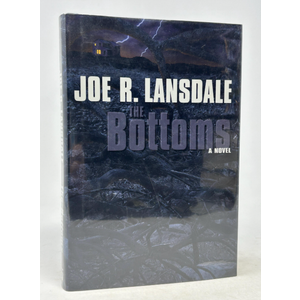 JOE R. LANSDALE
THE
Bottoms
A NOVEL